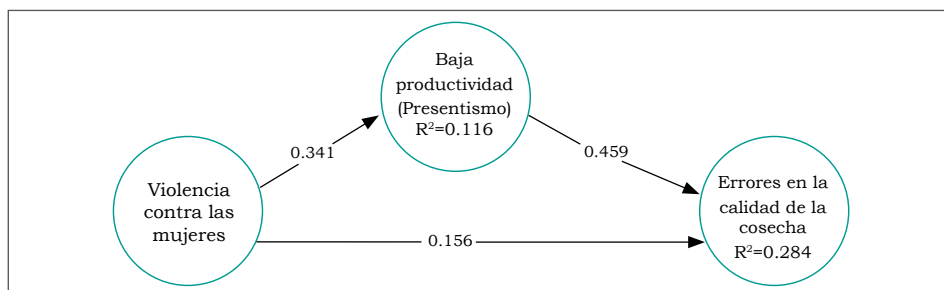 Baja
productividad
(Presentismo)
R²=0.116
0.341
0.459
Violencia
contra las
mujeres
Errores en la
calidad de la
cosecha
R²=0.284
0.156